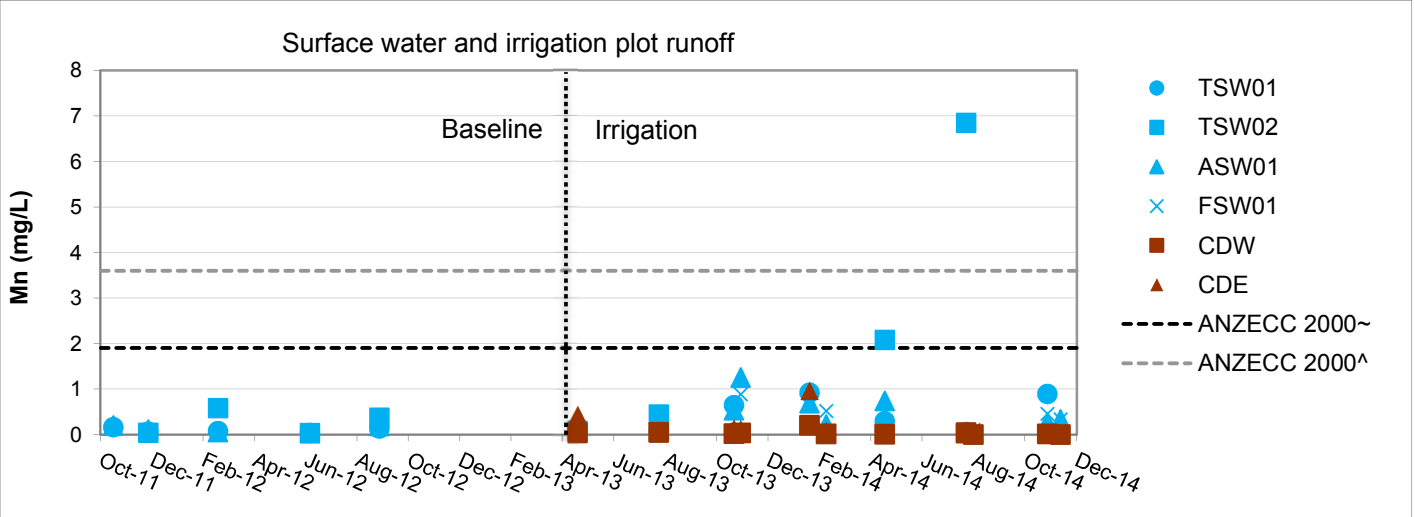 Surface water and irrigation plot runoff
Mn (mg/L)
8
7
6
5
4
3
2
1
0
Baseline
Irrigation
Oct-11
Dec-11
Feb-12
Apr-12
Jun-12
Aug-12
Oct-12
Dec-12
Feb-13
Apr-13
Jun-13
Aug-13
Oct-13
Dec-13
Feb-14
Apr-14
Jun-14
Aug-14
Oct-14
Dec-14
TSW01
TSW02
ASW01
FSW01
CDW
CDE
ANZECC 2000~
ANZECC 2000^